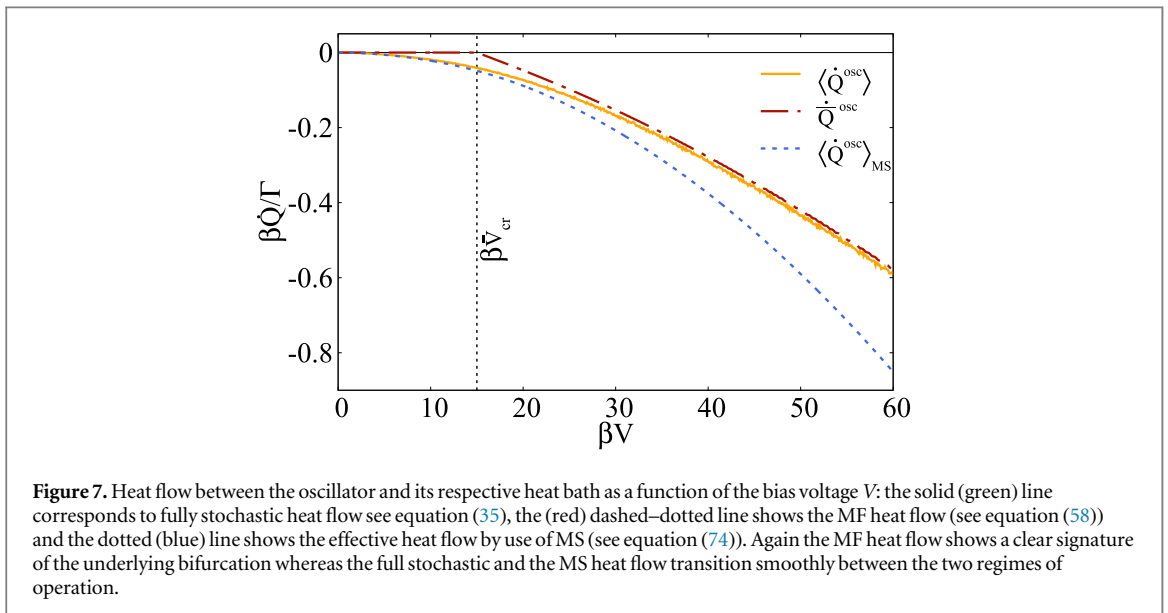 0
-0.2
-0.4
-0.6
-0.8
βQ̇/Γ
βV̄cr
⟨Q̇osc⟩
Q̇̅ osc
⟨Q̇osc⟩MS
0 10 20 30 40 50 60
βV
Figure 7. Heat flow between the oscillator and its respective heat bath as a function of the bias voltage V: the solid (green) line
corresponds to fully stochastic heat flow see equation (35), the (red) dashed–dotted line shows the MF heat flow (see equation (58))
and the dotted (blue) line shows the effective heat flow by use of MS (see equation (74)). Again the MF heat flow shows a clear signature
of the underlying bifurcation whereas the full stochastic and the MS heat flow transition smoothly between the two regimes of
operation.